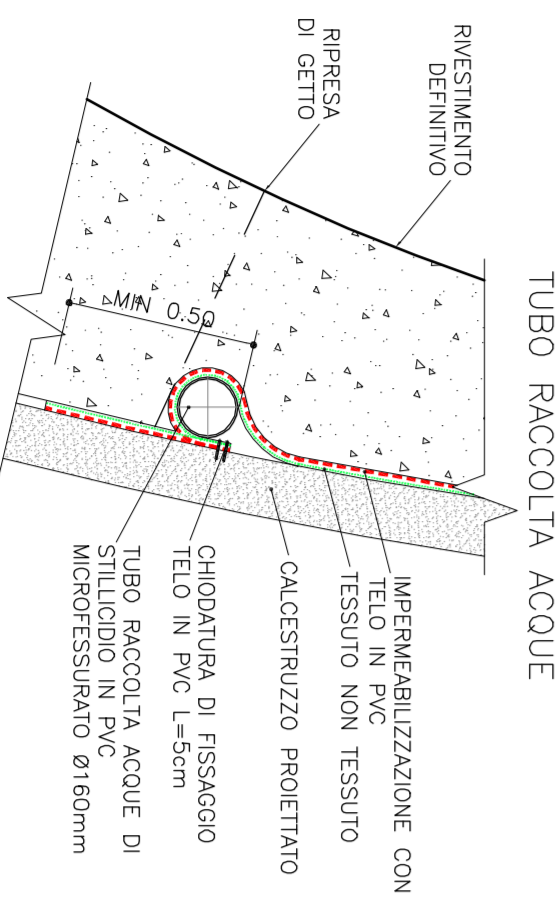 TUBO RACCOLTA ACQUE
RIVESTIMENTO
DEFINITIVO
RIPRESA
DI GETTO
MIN 0.50
IMPERMEABILIZZAZIONE CON
TELO IN PVC
TESSUTO NON TESSUTO
CALCESTRUZZO PROIETTATO
CHIODATURA DI FISSAGGIO
TELO IN PVC L=5cm
TUBO RACCOLTA ACQUE DI
STILLICIDIO IN PVC
MICROFESSURATO Ø160mm